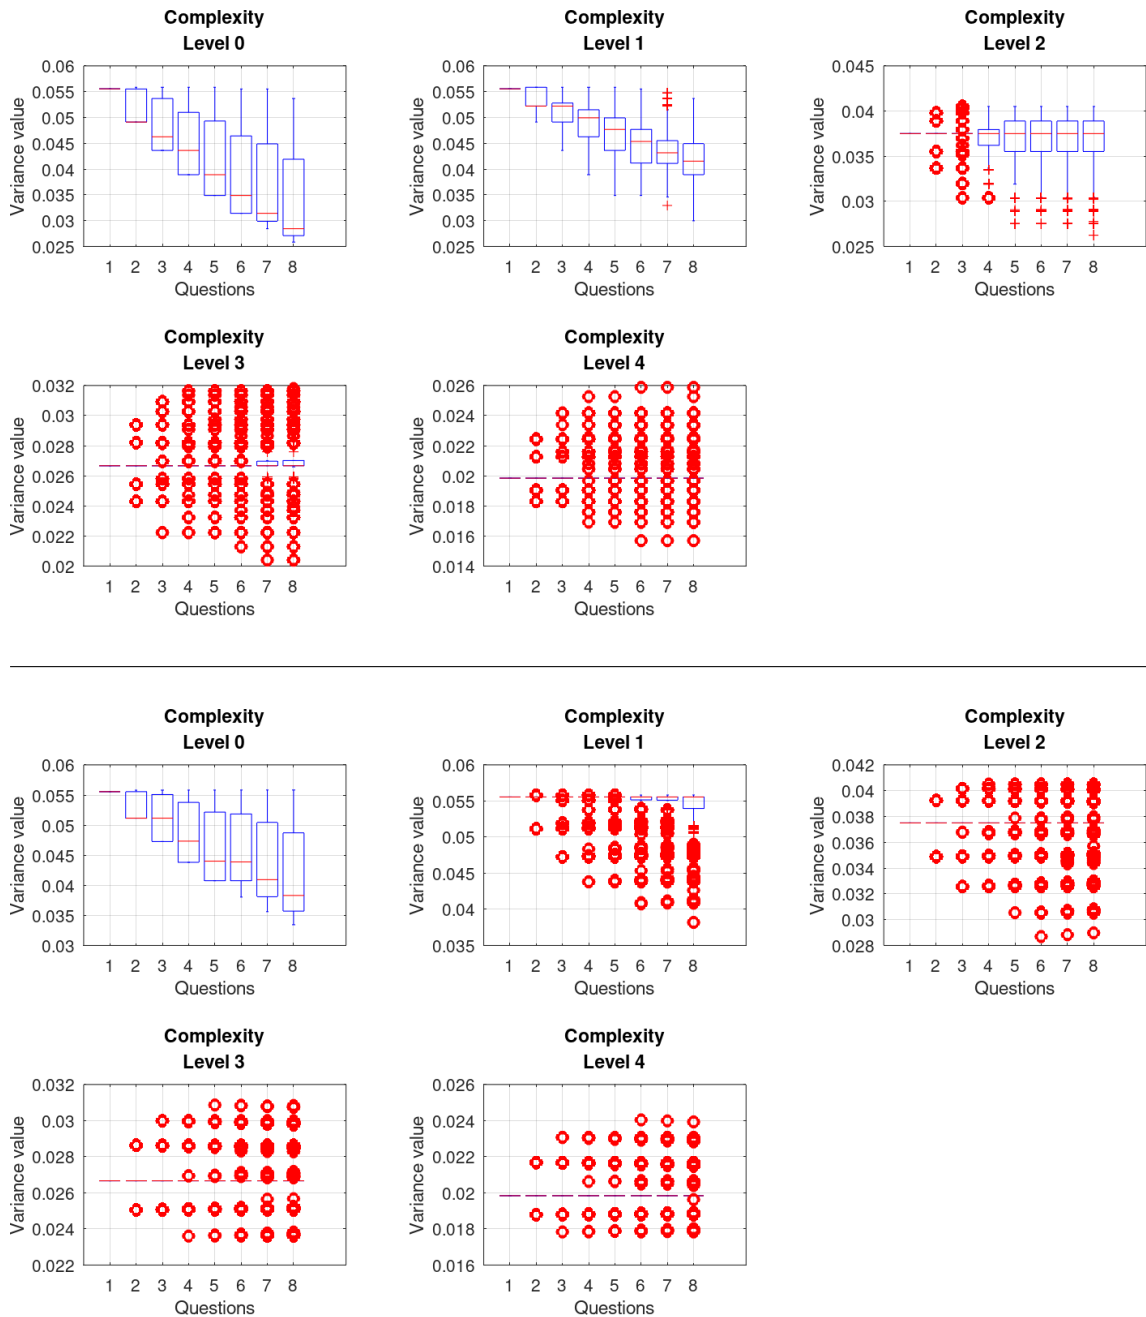 Complexity
Level 0
0.06
0.055
0.05
0.045
0.04
0.035
0.03
0.025
Variance value
1 2 3 4 5 6 7 8
Questions
Complexity
Level 1
0.06
0.055
0.05
0.045
0.04
0.035
0.03
0.025
Variance value
1 2 3 4 5 6 7 8
Questions
Complexity
Level 2
0.045
0.04
0.035
0.03
0.025
Variance value
1 2 3 4 5 6 7 8
Questions
Complexity
Level 3
0.032
0.03
0.028
0.026
0.024
0.022
0.02
Variance value
1 2 3 4 5 6 7 8
Questions
Complexity
Level 4
0.026
0.024
0.022
0.02
0.018
0.016
0.014
Variance value
1 2 3 4 5 6 7 8
Questions
Complexity
Level 0
0.06
0.055
0.05
0.045
0.04
0.035
0.03
Variance value
1 2 3 4 5 6 7 8
Questions
Complexity
Level 1
0.06
0.055
0.05
0.045
0.04
0.035
Variance value
1 2 3 4 5 6 7 8
Questions
Complexity
Level 2
0.042
0.04
0.038
0.036
0.034
0.032
0.03
0.028
Variance value
1 2 3 4 5 6 7 8
Questions
Complexity
Level 3
0.032
0.03
0.028
0.026
0.024
0.022
Variance value
1 2 3 4 5 6 7 8
Questions
Complexity
Level 4
0.026
0.024
0.022
0.02
0.018
0.016
Variance value
1 2 3 4 5 6 7 8
Questions